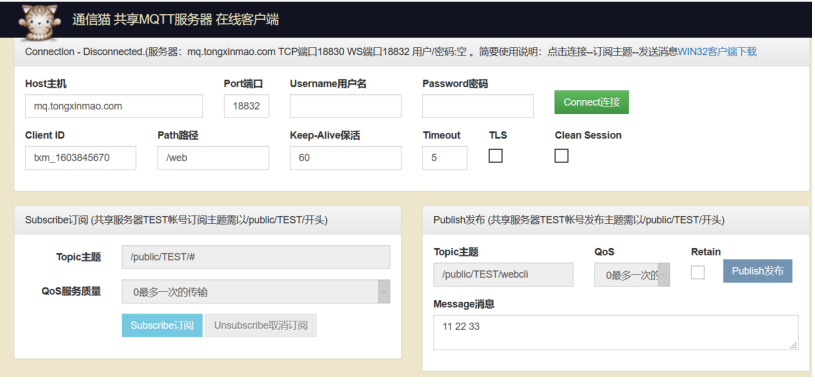 通信猫 共享MQTT服务器 在线客户端
Connection - Disconnected.(服务器：mq.tongxinmao.com TCP端口18830 WS端口18832 用户/密码:空 。简要使用说明：点击连接--订阅主题--发送消息WIN32客户端下载
Host主机 Port端口 Username用户名 Password密码
mq.tongxinmao.com 18832 Connect连接
Client ID Path路径 Keep-Alive保活 Timeout TLS Clean Session
txm_1603845670 /web 60 5
Subscribe订阅 (共享服务器TEST帐号订阅主题需以/public/TEST/开头)
Topic主题 /public/TEST/#
QoS服务质量 0最多一次的传输
Subscribe订阅 Unsubscribe取消订阅
Publish发布 (共享服务器TEST帐号发布主题需以/public/TEST/开头)
Topic主题 QoS Retain
/public/TEST/webcli 0最多一次的 Publish发布
Message消息
11 22 33